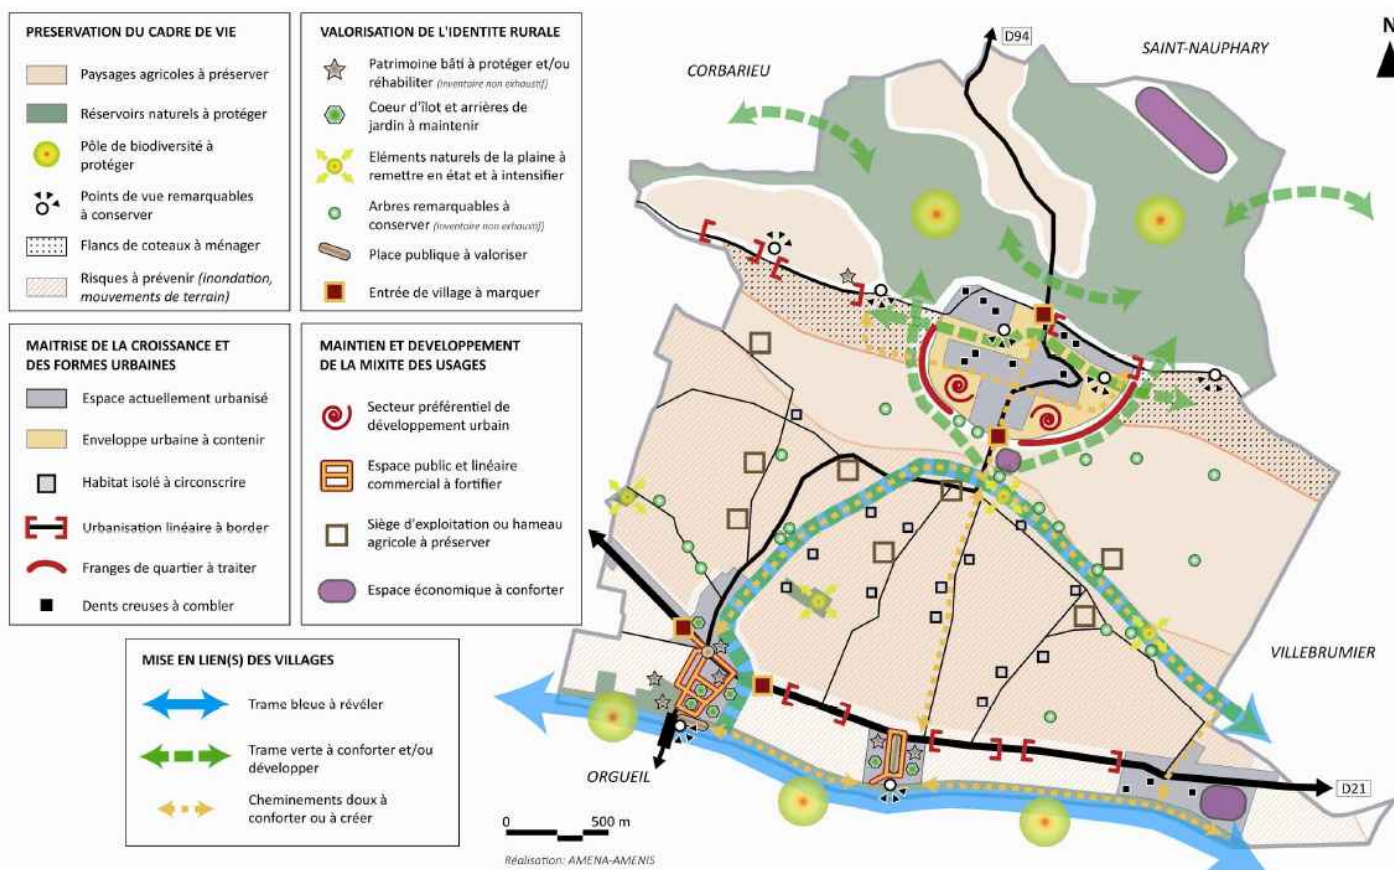 PRESERVATION DU CADRE DE VIE
Paysages agricoles à préserver
Réservoirs naturels à protéger
Pôle de biodiversité à
protéger
Points de vue remarquables
à conserver
Flancs de coteaux à ménager
Risques à prévenir (inondation,
mouvements de terrain)
VALORISATION DE L'IDENTITE RURALE
Patrimoine bâti à protéger et/ou
réhabiliter (inventaire non exhaustif)
Coeur d'îlot et arrières de
jardin à maintenir
Eléments naturels de la plaine à
remettre en état et à intensifier
Arbres remarquables à
conserver (inventaire non exhaustif)
Place publique à valoriser
Entrée de village à marquer
MAITRISE DE LA CROISSANCE ET
DES FORMES URBAINES
Espace actuellement urbanisé
Enveloppe urbaine à contenir
Habitat isolé à circonscrire
Urbanisation linéaire à border
Franges de quartier à traiter
Dents creuses à combler
MAINTIEN ET DEVELOPPEMENT
DE LA MIXITE DES USAGES
Secteur préférentiel de
développement urbain
Espace public et linéaire
commercial à fortifier
Siège d'exploitation ou hameau
agricole à préserver
Espace économique à conforter
MISE EN LIEN(S) DES VILLAGES
Trame bleue à révéler
Trame verte à conforter et/ou
développer
Cheminements doux à
conforter ou à créer
D94
CORBARIEU
SAINT-NAUPHARY
N
VILLEBRUMIER
ORGUEIL
D21
0 500 m
Réalisation: AMENA-AMENIS